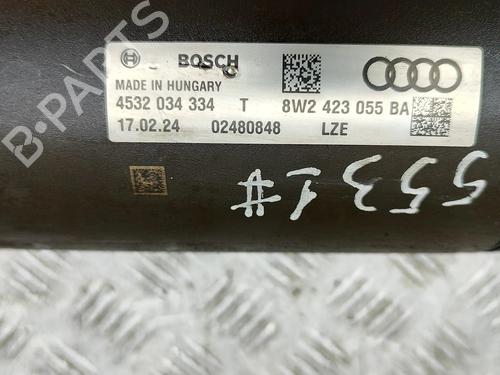 BOSCH
MADE IN HUNGARY
4532 034 334 T 8W2 423 055 BA
17.02.24 02480848 LZE
5531#
B-PARTS